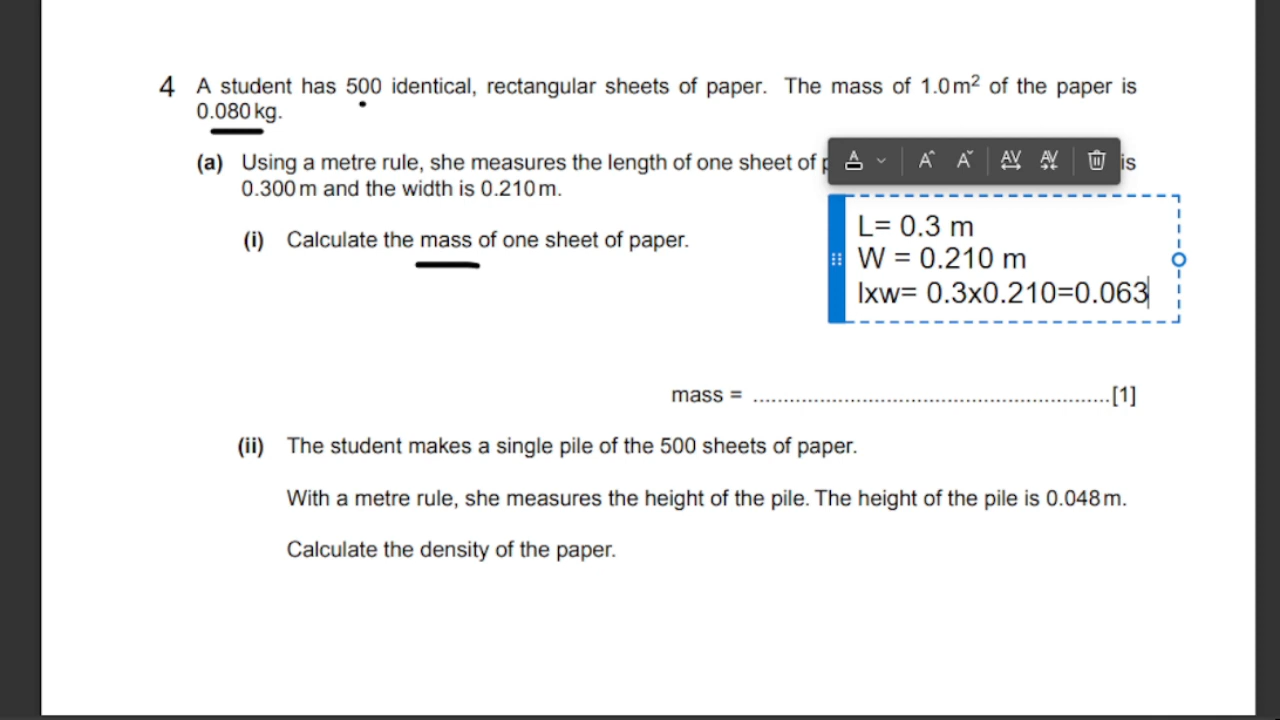 4 A student has 500 identical, rectangular sheets of paper. The mass of 1.0 m² of the paper is
0.080 kg.
(a) Using a metre rule, she measures the length of one sheet of is
0.300 m and the width is 0.210 m.
L= 0.3 m
W = 0.210 m
lxw= 0.3x0.210=0.063
(i) Calculate the mass of one sheet of paper.
mass = ............................................................[1]
(ii) The student makes a single pile of the 500 sheets of paper.
With a metre rule, she measures the height of the pile. The height of the pile is 0.048 m.
Calculate the density of the paper.